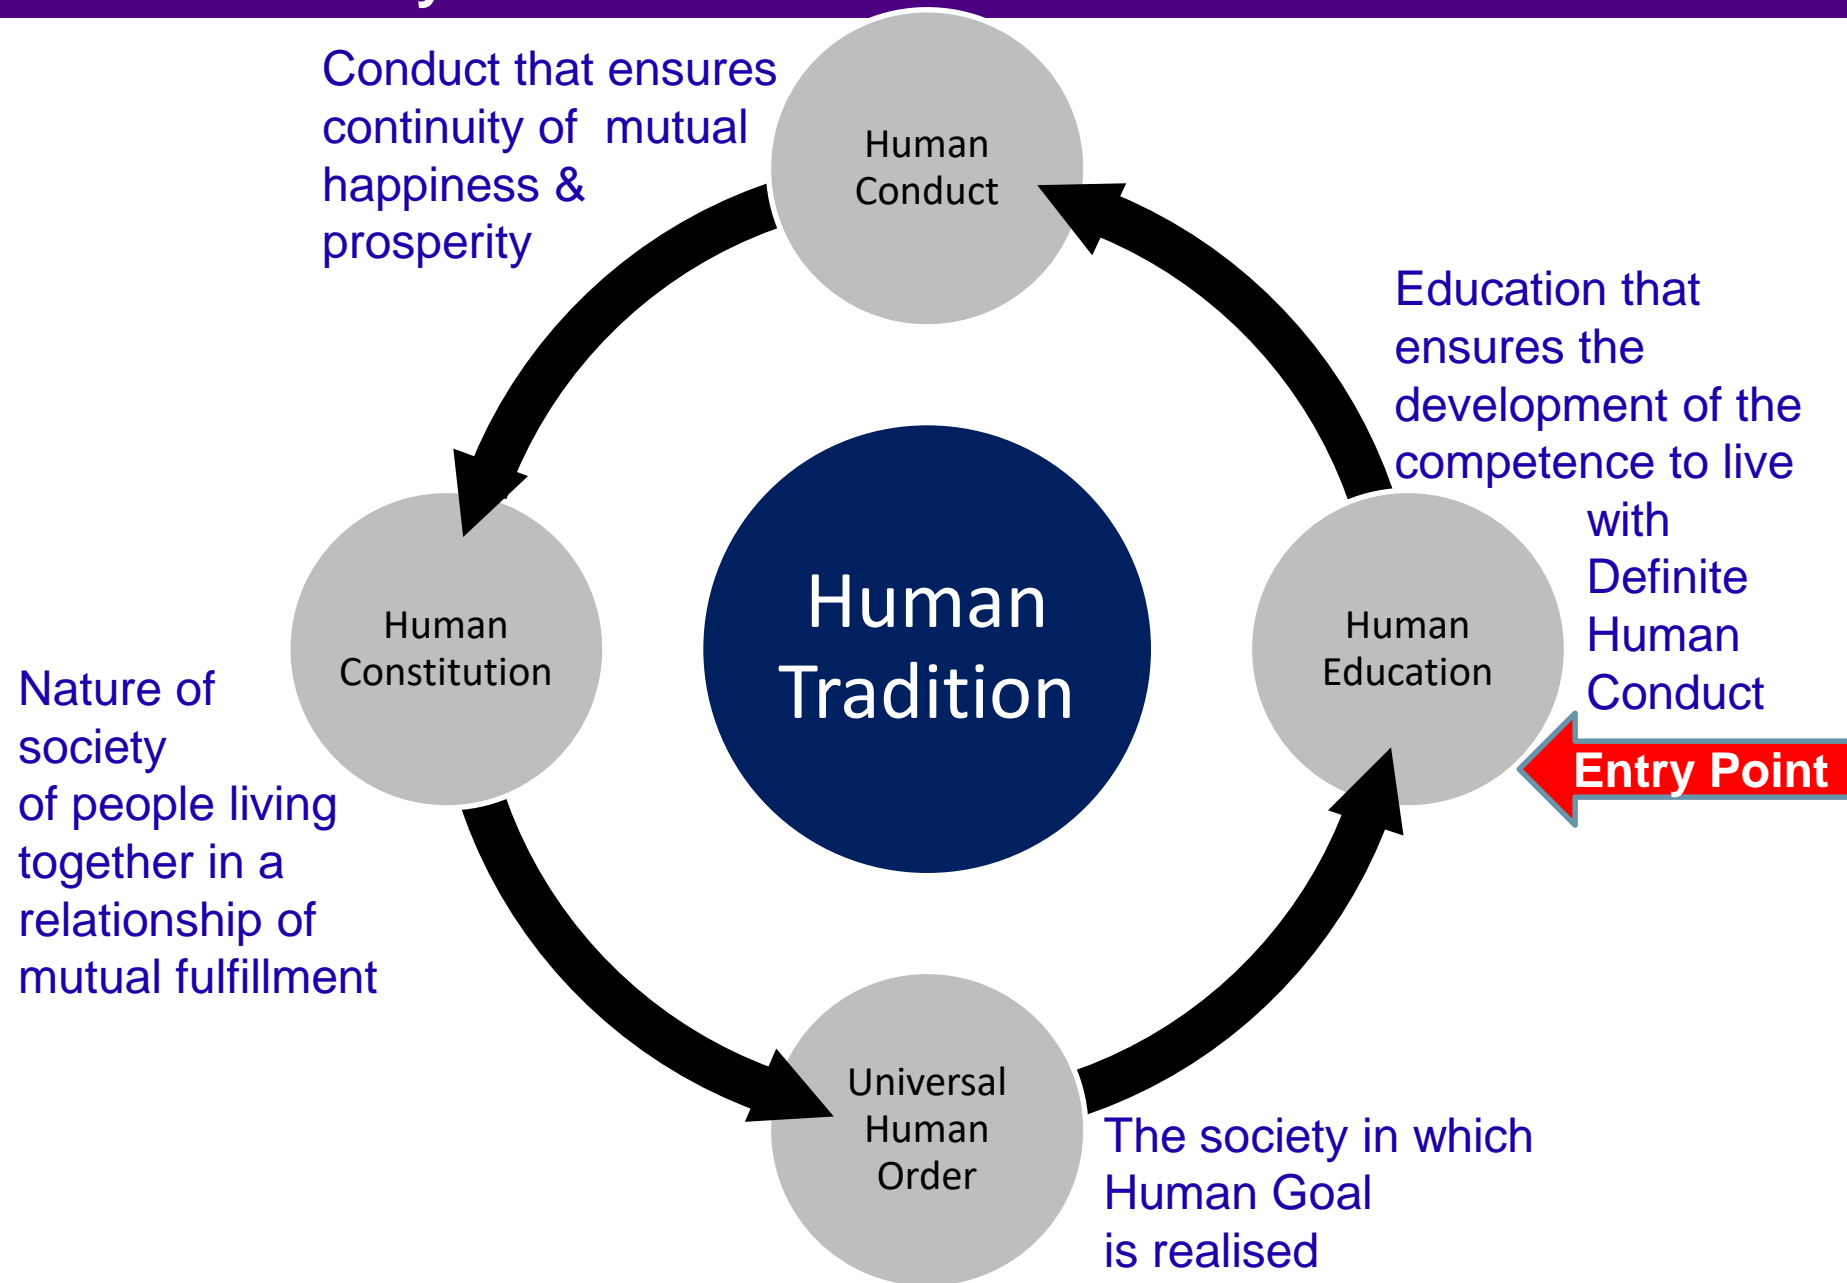 Conduct that ensures
continuity of mutual
happiness &
prosperity
Human
Conduct
Education that
ensures the
development of the
competence to live
with
Definite
Human
Conduct
Human
Education
Entry Point
Human
Tradition
Human
Constitution
Nature of
society
of people living
together in a
relationship of
mutual fulfillment
Universal
Human
Order
The society in which
Human Goal
is realised